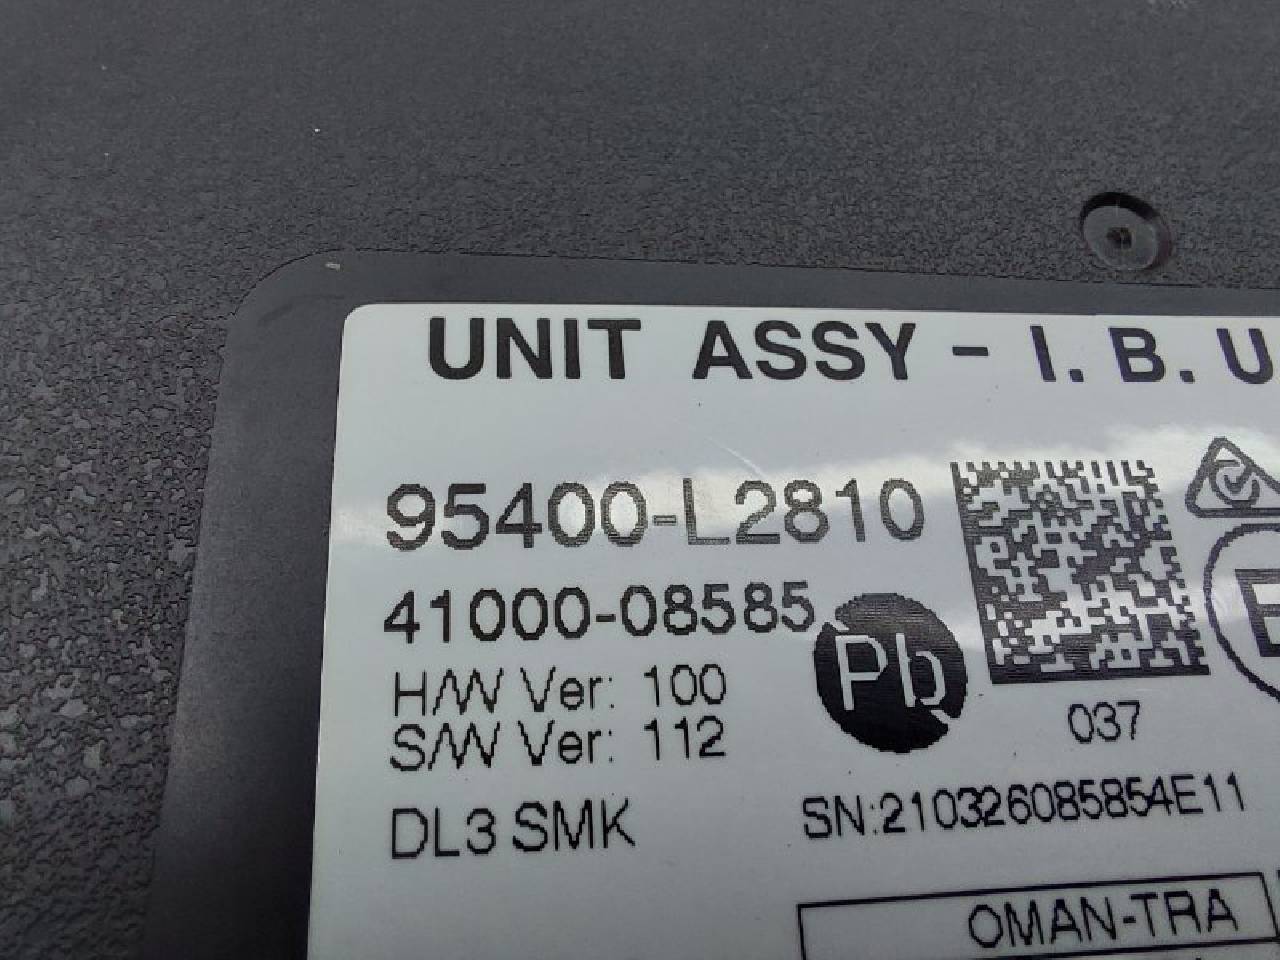 UNIT ASSY - I.B.U
95400-L2810
41000-08585
Pb
H/W Ver: 100
S/W Ver: 112
037
DL3 SMK
SN:210326085854E11
E
OMAN-TRA